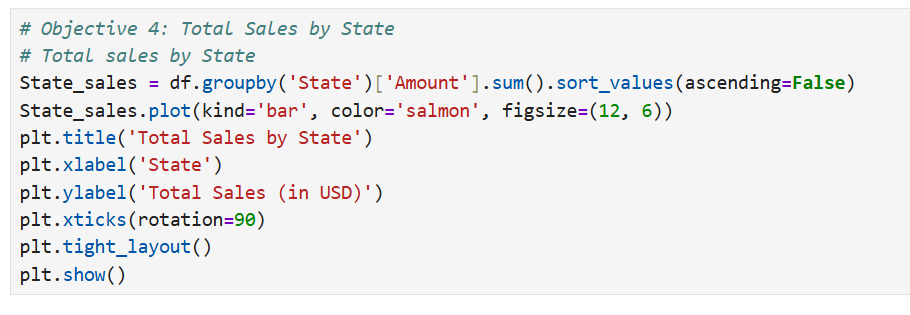 # Objective 4: Total Sales by State
# Total sales by State
State_sales = df.groupby('State')['Amount'].sum().sort_values(ascending=False)
State_sales.plot(kind='bar', color='salmon', figsize=(12, 6))
plt.title('Total Sales by State')
plt.xlabel('State')
plt.ylabel('Total Sales (in USD)')
plt.xticks(rotation=90)
plt.tight_layout()
plt.show()